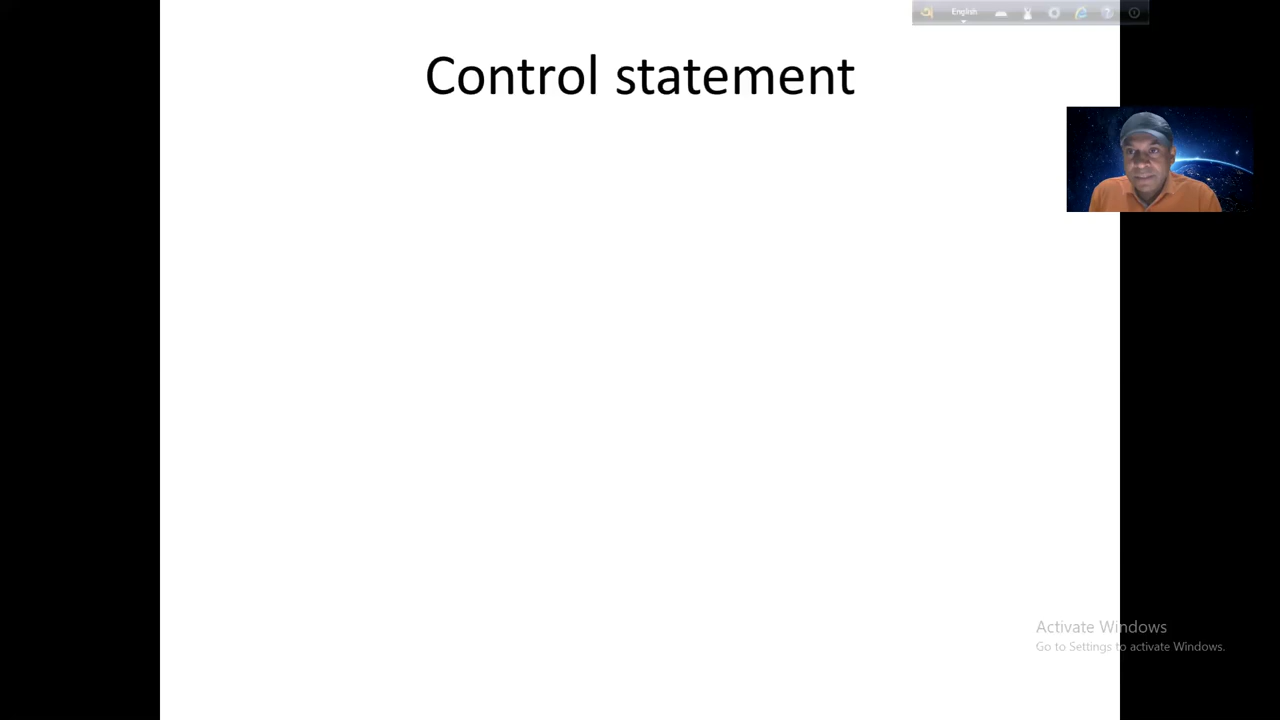 English
Control statement
Activate Windows
Go to Settings to activate Windows.